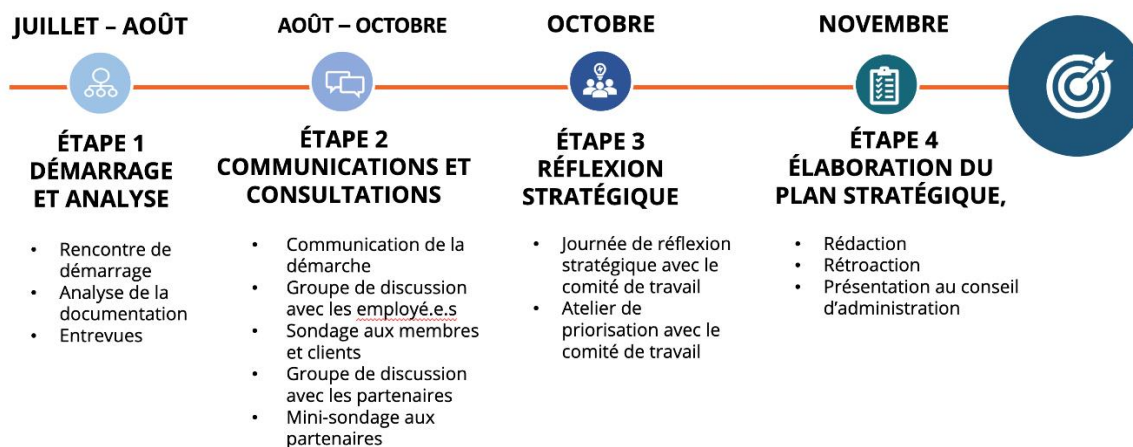 JUILLET – AOÛT
AOÛT – OCTOBRE
OCTOBRE
NOVEMBRE
ÉTAPE 1
DÉMARRAGE
ET ANALYSE
• Rencontre de
démarrage
• Analyse de la
documentation
• Entrevues
ÉTAPE 2
COMMUNICATIONS ET
CONSULTATIONS
• Communication de la
démarche
• Groupe de discussion
avec les employé.e.s
• Sondage aux membres
et clients
• Groupe de discussion
avec les partenaires
• Mini-sondage aux
partenaires
ÉTAPE 3
RÉFLEXION
STRATÉGIQUE
• Journée de réflexion
stratégique avec le
comité de travail
• Atelier de
priorisation avec le
comité de travail
ÉTAPE 4
ÉLABORATION DU
PLAN STRATÉGIQUE,
• Rédaction
• Rétroaction
• Présentation au conseil
d’administration